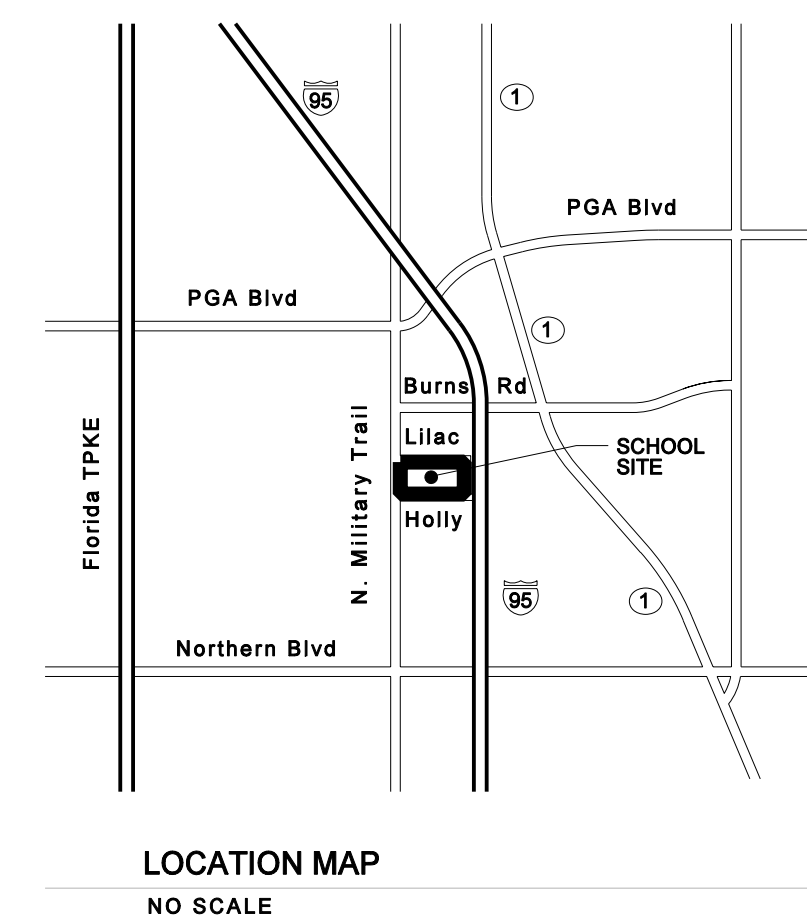 95
1
PGA Blvd
PGA Blvd
1
Burns Rd
Lilac
SCHOOL
SITE
Florida TPKE
N. Military Trail
Holly
95
1
Northern Blvd
LOCATION MAP
NO SCALE